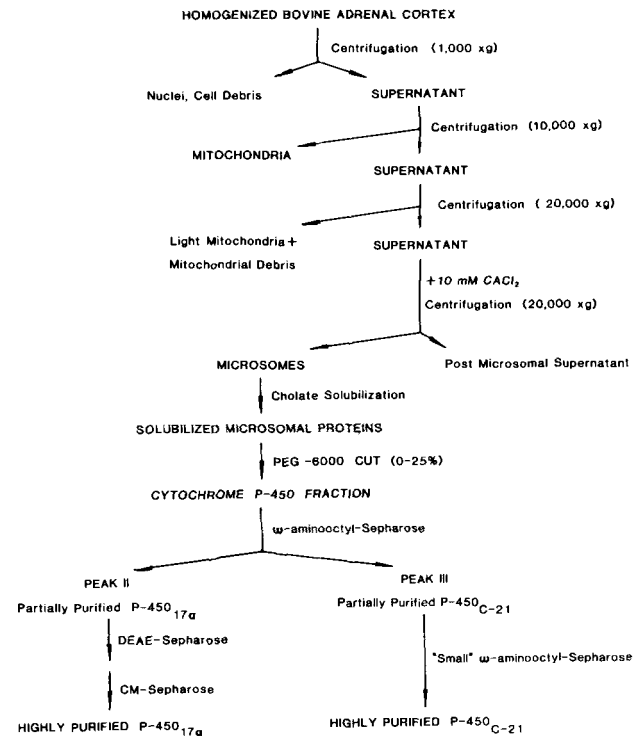 HOMOGENIZED BOVINE ADRENAL CORTEX
Centrifugation (1,000 xg)
Nuclei, Cell Debris
SUPERNATANT
Centrifugation (10,000 xg)
MITOCHONDRIA
SUPERNATANT
Centrifugation ( 20,000 xg)
Light Mitochondria +
Mitochondrial Debris
SUPERNATANT
+10 mM CACl₂
Centrifugation (20,000 xg)
MICROSOMES
Post Microsomal Supernatant
Cholate Solubilization
SOLUBILIZED MICROSOMAL PROTEINS
PEG -6000 CUT (0-25%)
CYTOCHROME P-450 FRACTION
ω-aminooctyl-Sepharose
PEAK II
Partially Purified P-450₁₇α
DEAE-Sepharose
CM-Sepharose
HIGHLY PURIFIED P-450₁₇α
PEAK III
Partially Purified P-450C-21
"Small" ω-aminooctyl-Sepharose
HIGHLY PURIFIED P-450C-21